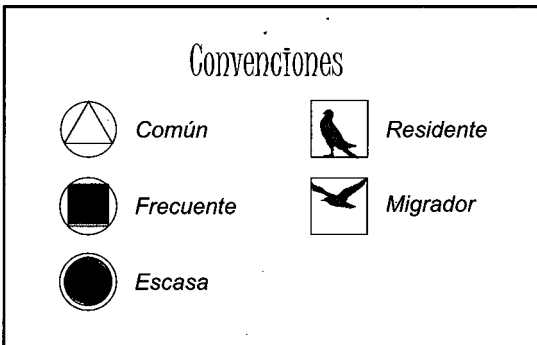 Convenciones
Común
Residente
Frecuente
Migrador
Escasa